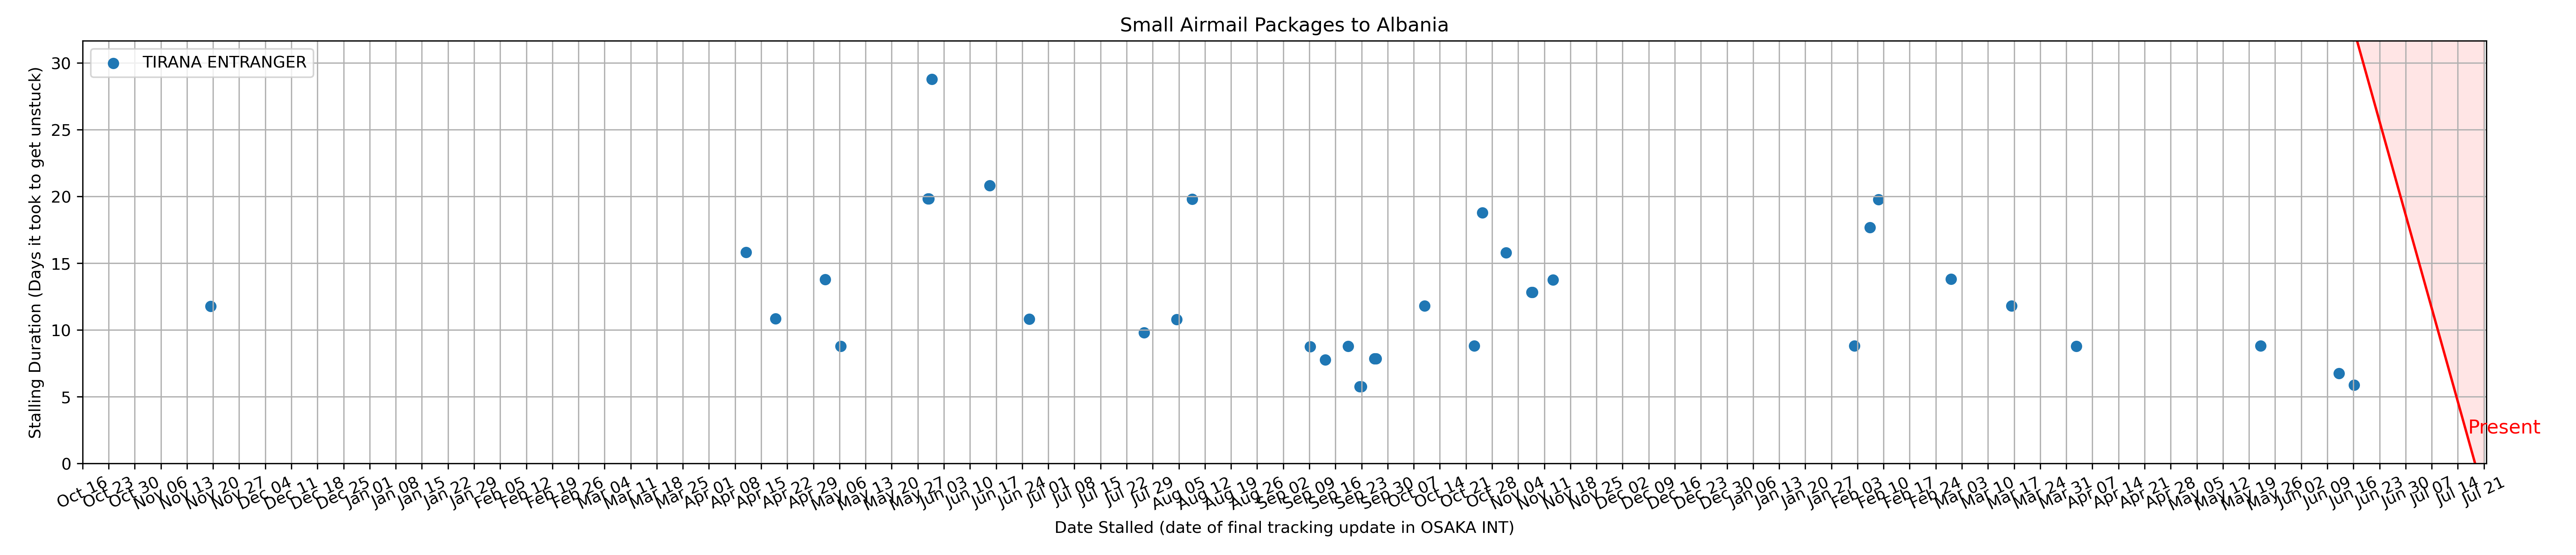 Small Airmail Packages to Albania
TIRANA ENTRANGER
Stalling Duration (Days it took to get unstuck)
30
25
20
15
10
5
0
Present
Oct 16
Oct 23
Oct 30
Nov 06
Nov 13
Nov 20
Nov 27
Dec 04
Dec 11
Dec 18
Dec 25
Jan 01
Jan 08
Jan 15
Jan 22
Jan 29
Feb 05
Feb 12
Feb 19
Feb 26
Mar 04
Mar 11
Mar 18
Mar 25
Apr 01
Apr 08
Apr 15
Apr 22
Apr 29
May 06
May 13
May 20
May 27
Jun 03
Jun 10
Jun 17
Jun 24
Jul 01
Jul 08
Jul 15
Jul 22
Jul 29
Aug 05
Aug 12
Aug 19
Aug 26
Sep 02
Sep 09
Sep 16
Sep 23
Sep 30
Oct 07
Oct 14
Oct 21
Oct 28
Nov 04
Nov 11
Nov 18
Nov 25
Dec 02
Dec 09
Dec 16
Dec 23
Dec 30
Jan 06
Jan 13
Jan 20
Jan 27
Feb 03
Feb 10
Feb 17
Feb 24
Mar 03
Mar 10
Mar 17
Mar 24
Mar 31
Apr 07
Apr 14
Apr 21
Apr 28
May 05
May 12
May 19
May 26
Jun 02
Jun 09
Jun 16
Jun 23
Jun 30
Jul 07
Jul 14
Jul 21
Date Stalled (date of final tracking update in OSAKA INT)